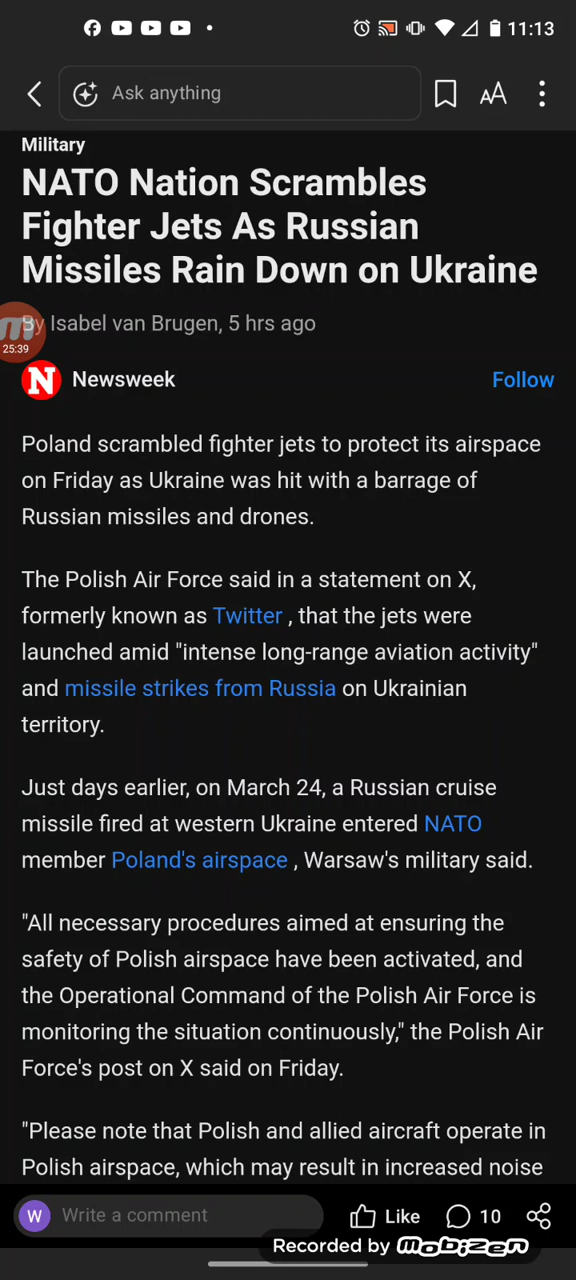 11:13
Ask anything
AA
Military
NATO Nation Scrambles
Fighter Jets As Russian
Missiles Rain Down on Ukraine
By Isabel van Brugen, 5 hrs ago
25:39
N Newsweek Follow
Poland scrambled fighter jets to protect its airspace
on Friday as Ukraine was hit with a barrage of
Russian missiles and drones.
The Polish Air Force said in a statement on X,
formerly known as Twitter , that the jets were
launched amid "intense long-range aviation activity"
and missile strikes from Russia on Ukrainian
territory.
Just days earlier, on March 24, a Russian cruise
missile fired at western Ukraine entered NATO
member Poland's airspace , Warsaw's military said.
"All necessary procedures aimed at ensuring the
safety of Polish airspace have been activated, and
the Operational Command of the Polish Air Force is
monitoring the situation continuously," the Polish Air
Force's post on X said on Friday.
"Please note that Polish and allied aircraft operate in
Polish airspace, which may result in increased noise
W Write a comment Like 10
Recorded by mobizen